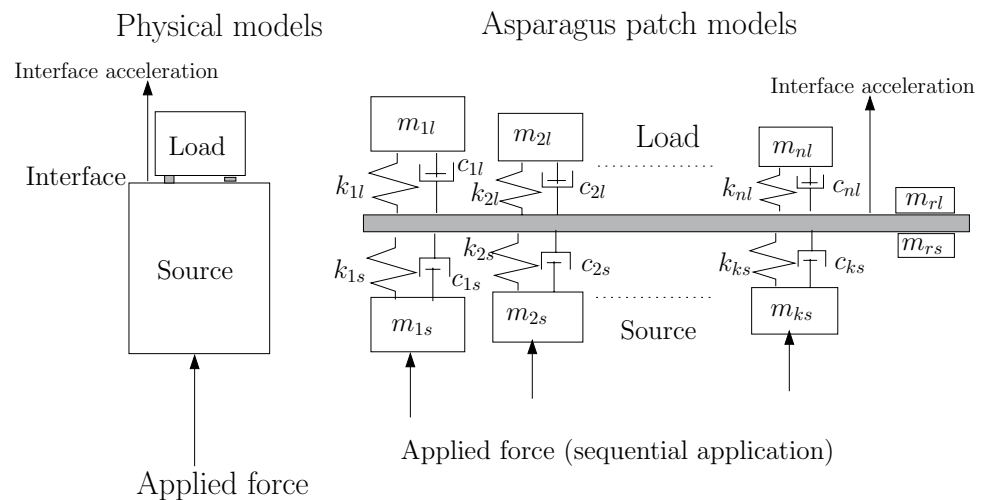 Physical models
Asparagus patch models
Interface acceleration
Interface acceleration
Load
Interface
Source
m_{1l}
m_{2l}
Load
m_{nl}
k_{1l}
c_{1l}
k_{2l}
c_{2l}
k_{nl}
c_{nl}
m_{rl}
m_{rs}
k_{1s}
c_{1s}
k_{2s}
c_{2s}
k_{ks}
c_{ks}
m_{1s}
m_{2s}
Source
m_{ks}
Applied force (sequential application)
Applied force